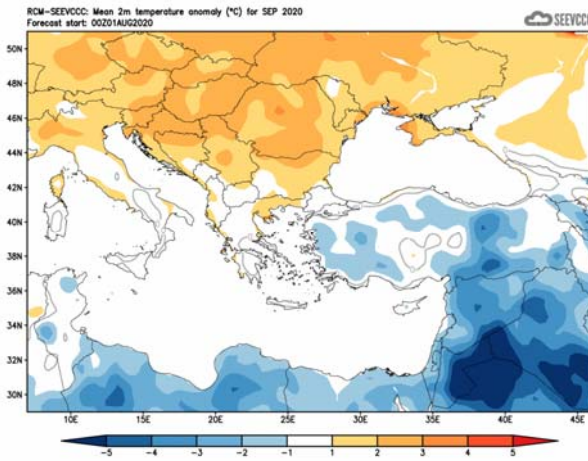 RCM-SEEVCCC: Mean 2m temperature anomaly (°C) for SEP 2020
Forecast start: 00Z01AUG2020
SEEVCCC
50N
48N
46N
44N
42N
40N
38N
36N
34N
32N
30N
10E 15E 20E 25E 30E 35E 40E 45E
-5 -4 -3 -2 -1 1 2 3 4 5